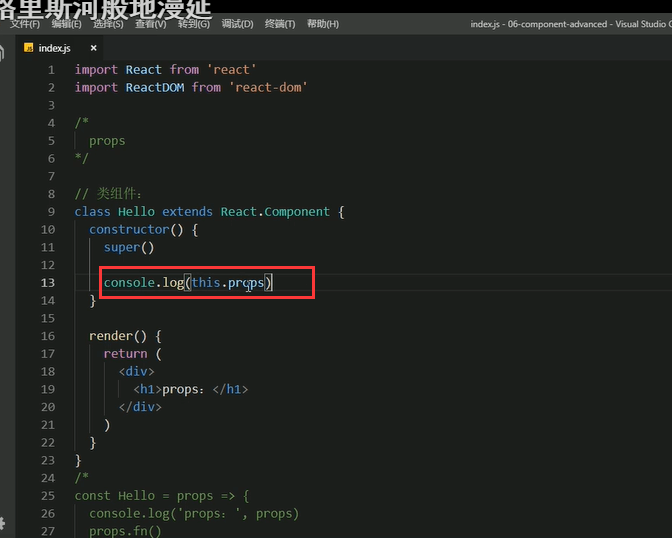 格里斯河般地漫延
文件(F) 编辑(E) 选择(S) 查看(V) 转到(G) 调试(D) 终端(T) 帮助(H) index.js - 06-component-advanced - Visual Studio C
JS index.js ×
1 import React from 'react'
2 import ReactDOM from 'react-dom'
3
4 /*
5 props
6 */
7
8 // 类组件:
9 class Hello extends React.Component {
10 constructor() {
11 super()
12
13 console.log(this.props)
14 }
15
16 render() {
17 return (
18 <div>
19 <h1>props: </h1>
20 </div>
21 )
22 }
23 }
24 /*
25 const Hello = props => {
26 console.log('props: ', props)
27 props.fn()